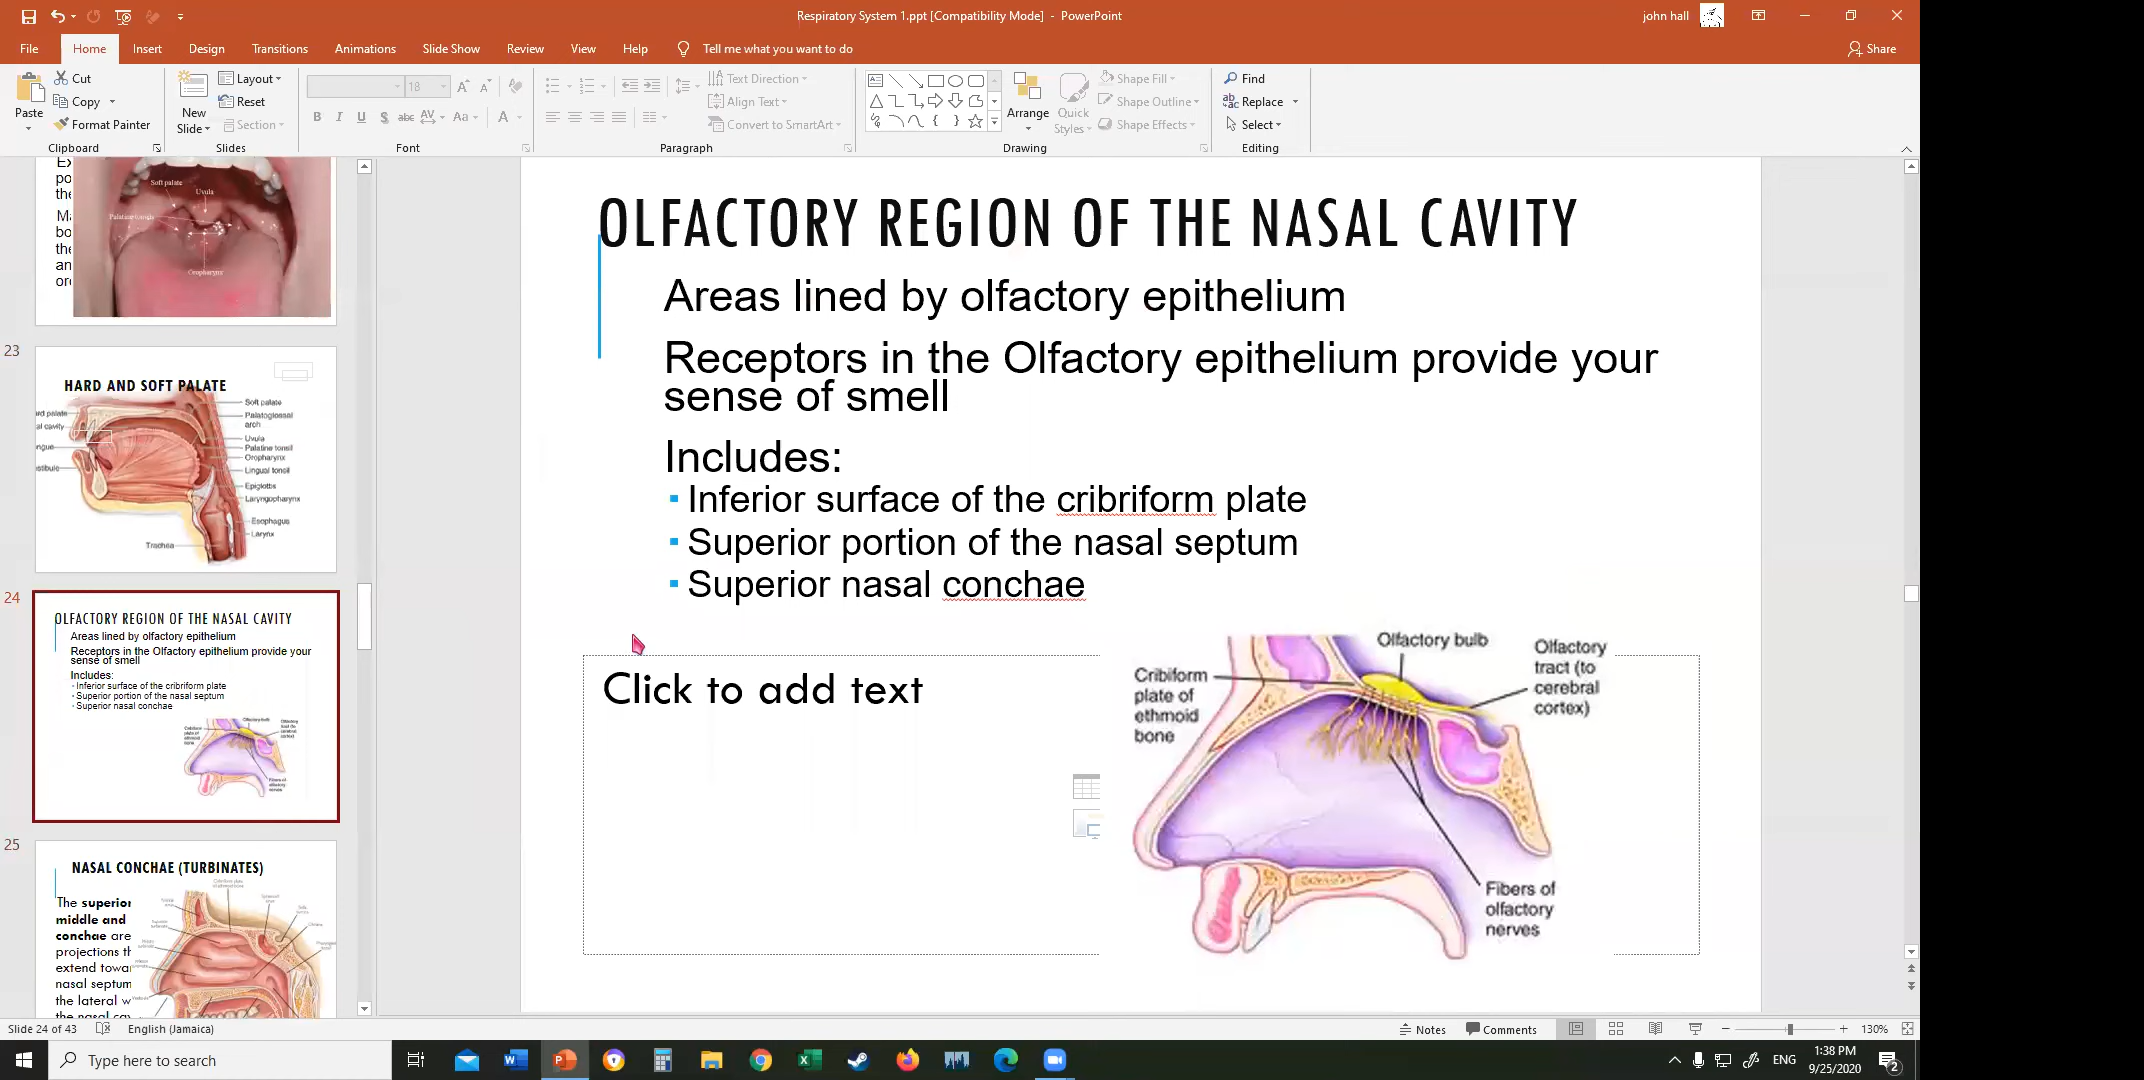 Respiratory System 1.ppt [Compatibility Mode] - PowerPoint
john hall
File Home Insert Design Transitions Animations Slide Show Review View Help Tell me what you want to do
Share
Paste
Cut
Copy
Format Painter
Clipboard
New Slide
Layout
Reset
Section
Slides
18
B I U S abc AV Aa A
Font
Text Direction
Align Text
Convert to SmartArt
Paragraph
Arrange
Quick Styles
Shape Fill
Shape Outline
Shape Effects
Drawing
Find
Replace
Select
Editing
Soft palate
Uvula
Oropharynx
23
HARD AND SOFT PALATE
Soft palate
Palatoglossal
arch
Uvula
Palatine tonsil
Oropharynx
Lingual tonsil
Epiglottis
Laryngopharynx
Esophagus
Larynx
Trachea
24
OLFACTORY REGION OF THE NASAL CAVITY
Areas lined by olfactory epithelium
Receptors in the Olfactory epithelium provide your
sense of smell
Includes:
Inferior surface of the cribriform plate
Superior portion of the nasal septum
Superior nasal conchae
25
NASAL CONCHAE (TURBINATES)
The superior
middle and
conchae are
projections th
extend towar
nasal septum
the lateral w
the nasal cav
OLFACTORY REGION OF THE NASAL CAVITY
Areas lined by olfactory epithelium
Receptors in the Olfactory epithelium provide your
sense of smell
Includes:
Inferior surface of the cribriform plate
Superior portion of the nasal septum
Superior nasal conchae
Click to add text
Olfactory bulb
Olfactory
tract (to
cerebral
cortex)
Cribiform
plate of
ethmoid
bone
Fibers of
olfactory
nerves
Slide 24 of 43 English (Jamaica)
Notes Comments 130%
Type here to search
ENG
1:38 PM
9/25/2020
2